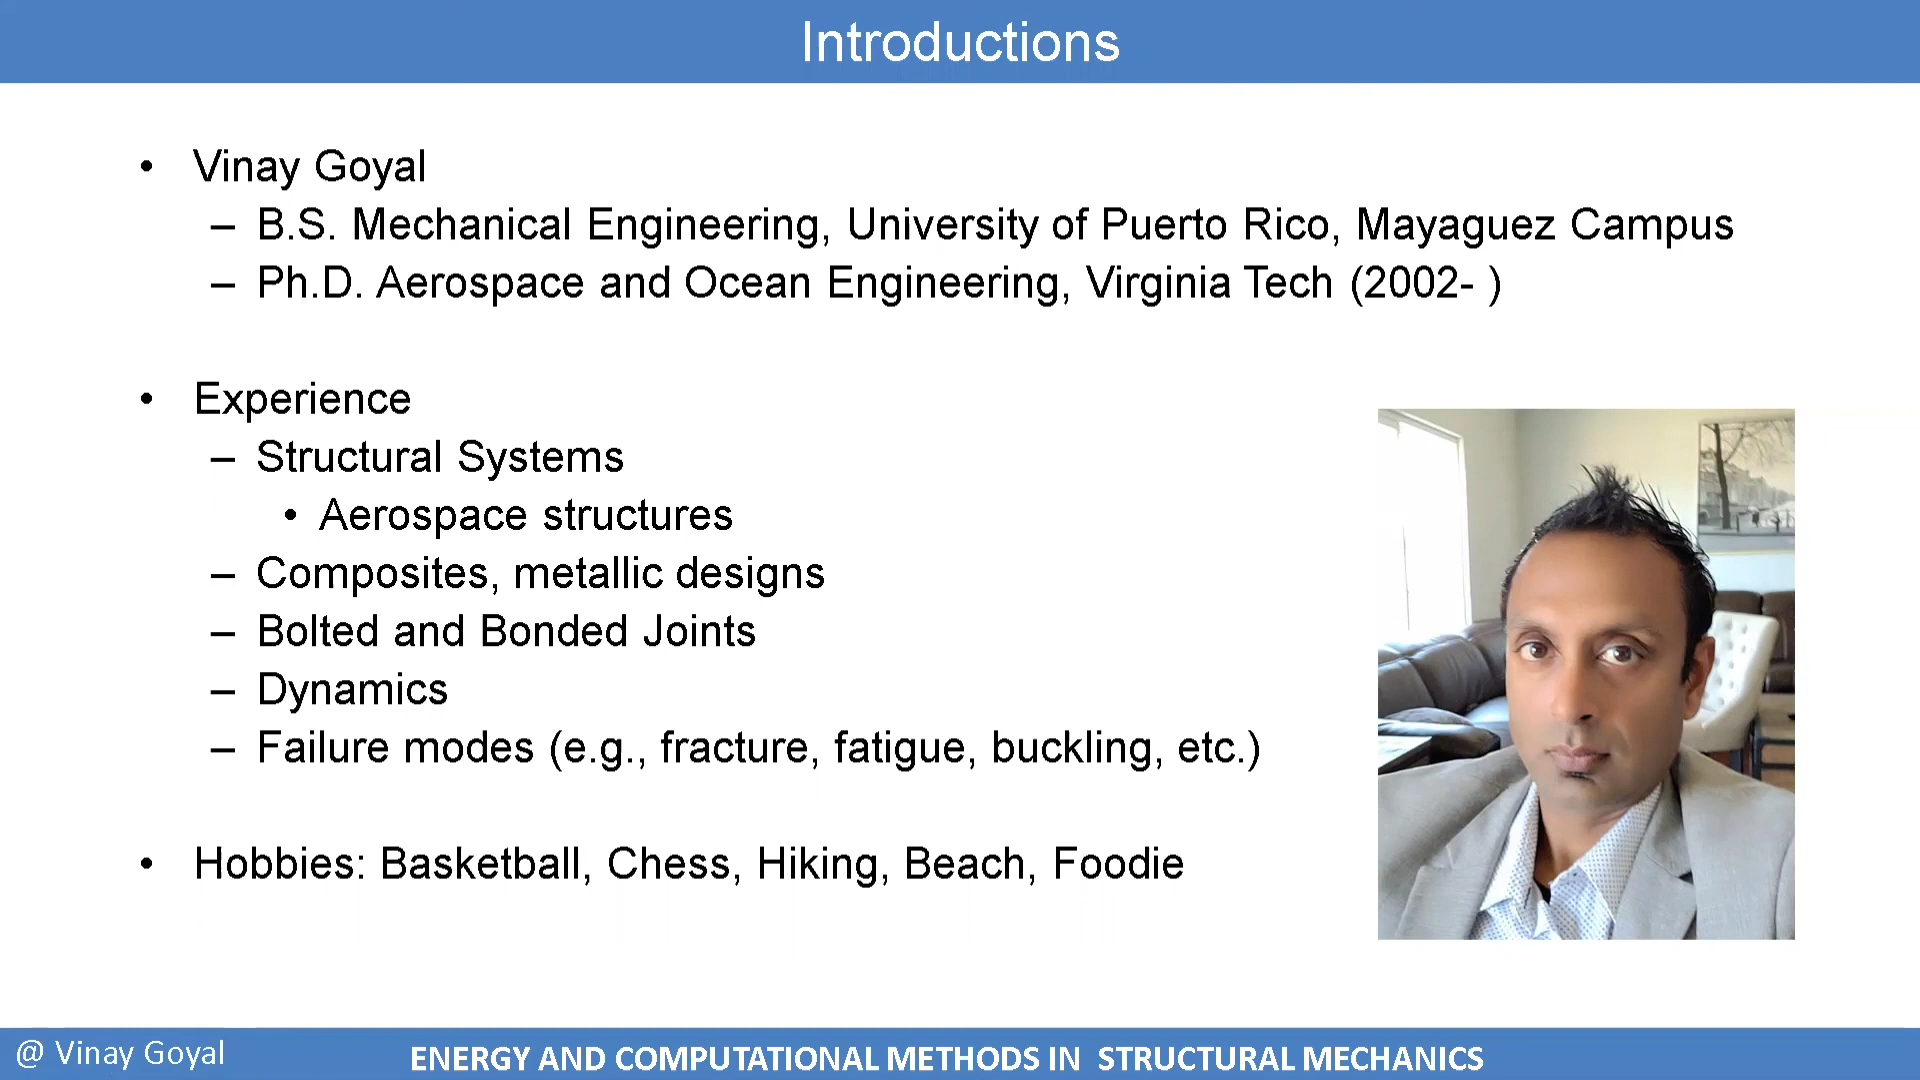 Introductions
• Vinay Goyal
– B.S. Mechanical Engineering, University of Puerto Rico, Mayaguez Campus
– Ph.D. Aerospace and Ocean Engineering, Virginia Tech (2002- )
• Experience
– Structural Systems
• Aerospace structures
– Composites, metallic designs
– Bolted and Bonded Joints
– Dynamics
– Failure modes (e.g., fracture, fatigue, buckling, etc.)
• Hobbies: Basketball, Chess, Hiking, Beach, Foodie
@ Vinay Goyal
ENERGY AND COMPUTATIONAL METHODS IN STRUCTURAL MECHANICS